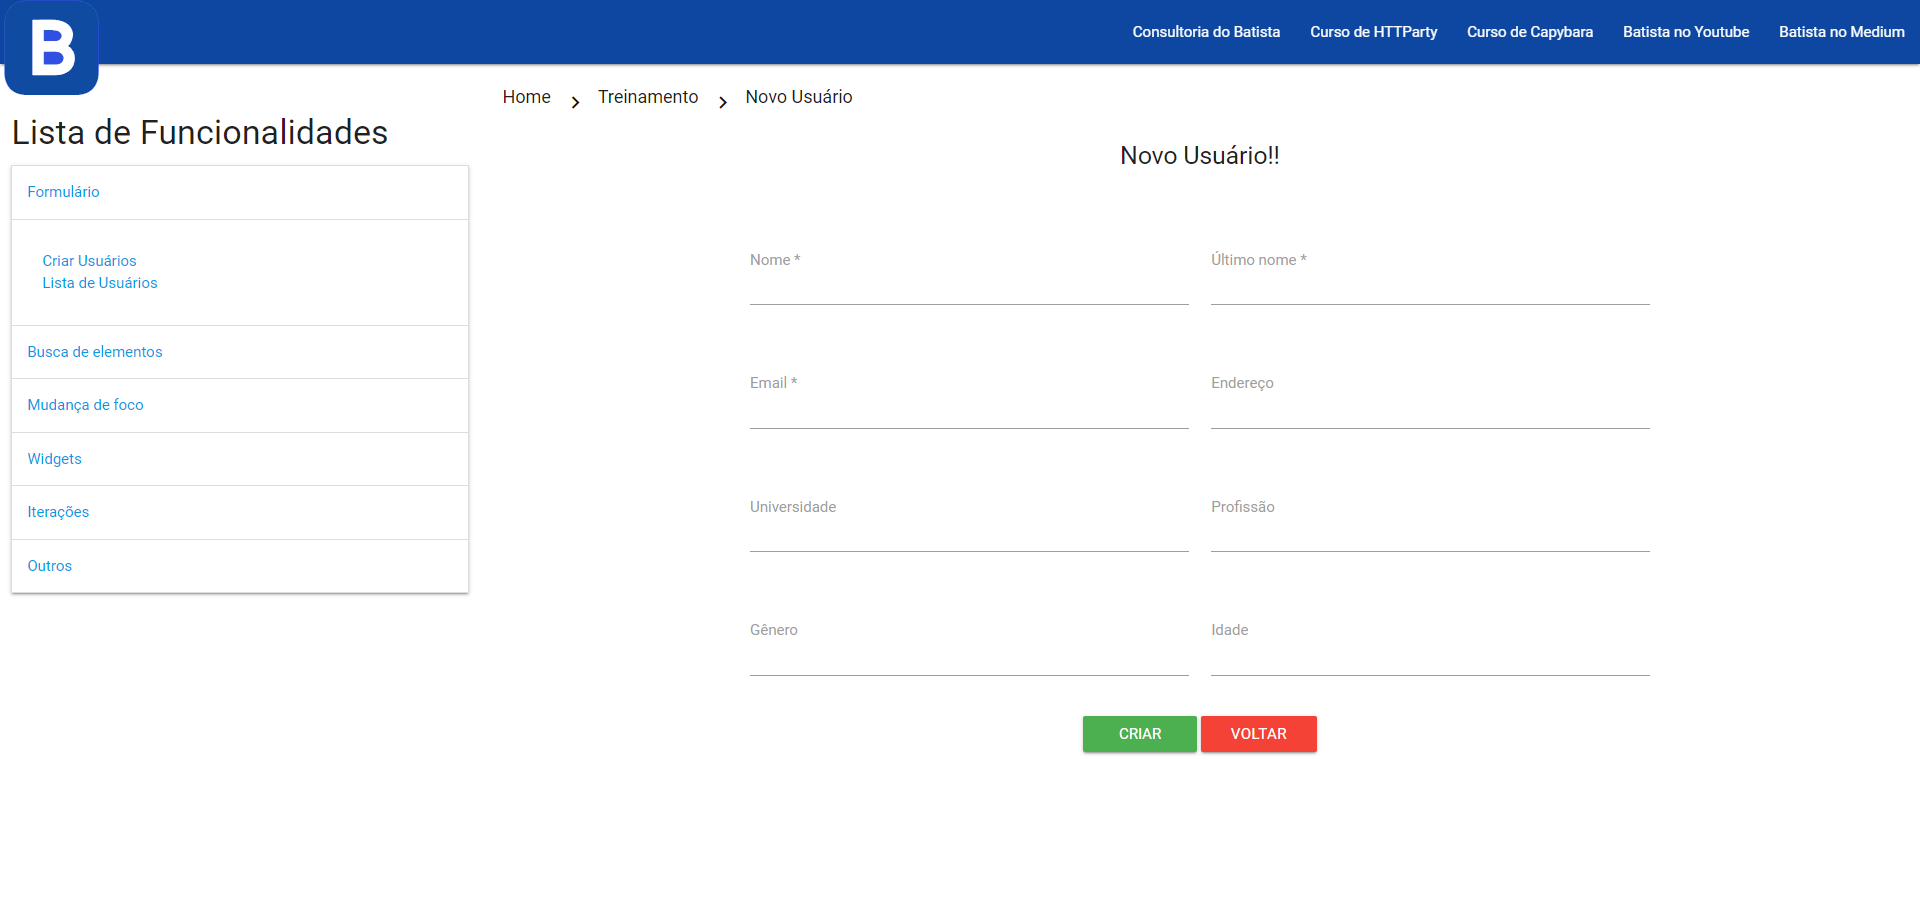 B
Consultoria do Batista Curso de HTTParty Curso de Capybara Batista no Youtube Batista no Medium
Home Treinamento Novo Usuário
Lista de Funcionalidades
Formulário
Criar Usuários
Lista de Usuários
Busca de elementos
Mudança de foco
Widgets
Iterações
Outros
Novo Usuário!!
Nome * Último nome *
Email * Endereço
Universidade Profissão
Gênero Idade
CRIAR VOLTAR